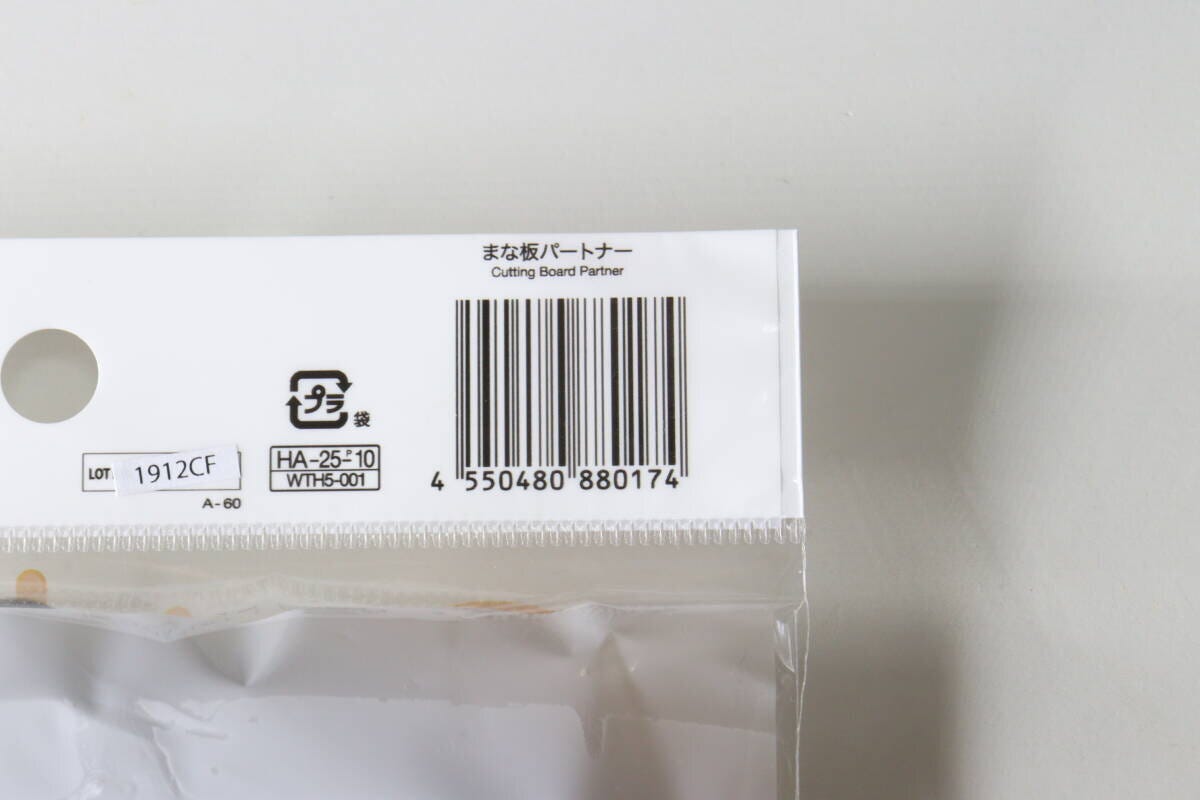 まな板パートナー
Cutting Board Partner
プラ
袋
LOT
1912CF
HA-25-P10
WTH5-001
A-60
4 550480 880174